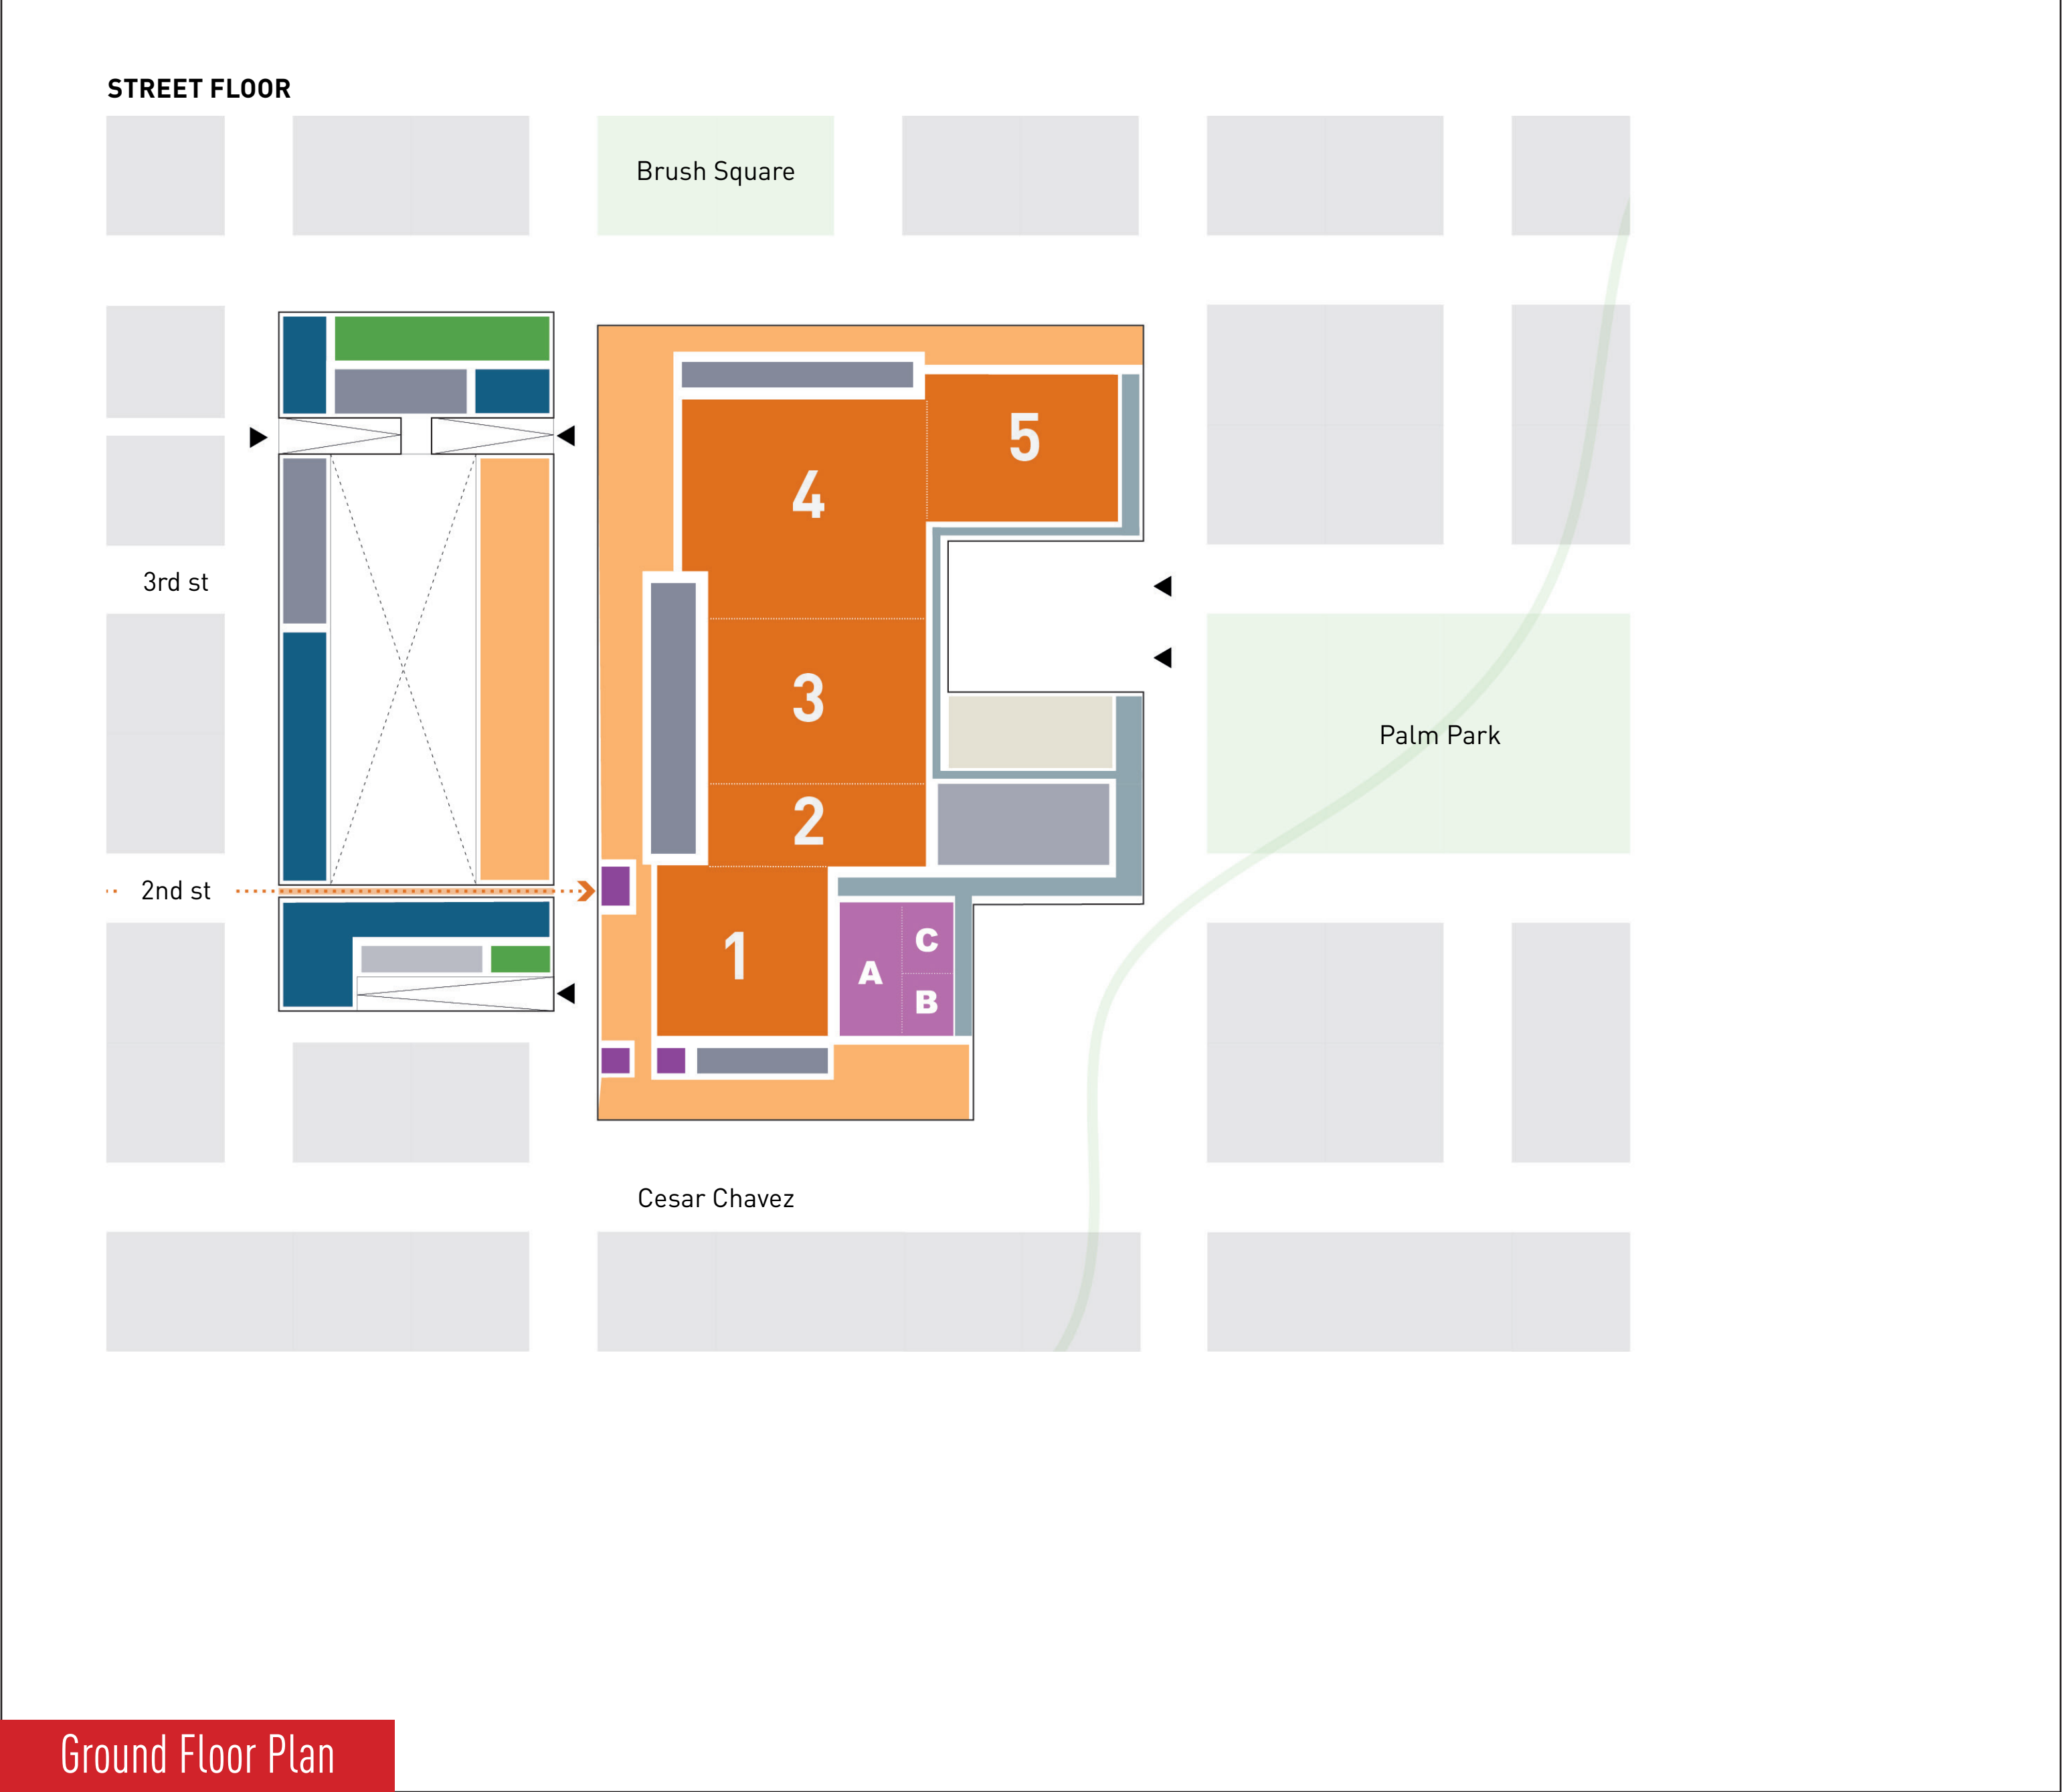 STREET FLOOR
Brush Square
5
4
3rd st
3
Palm Park
2
2nd st
1
A
C
B
Cesar Chavez
Ground Floor Plan